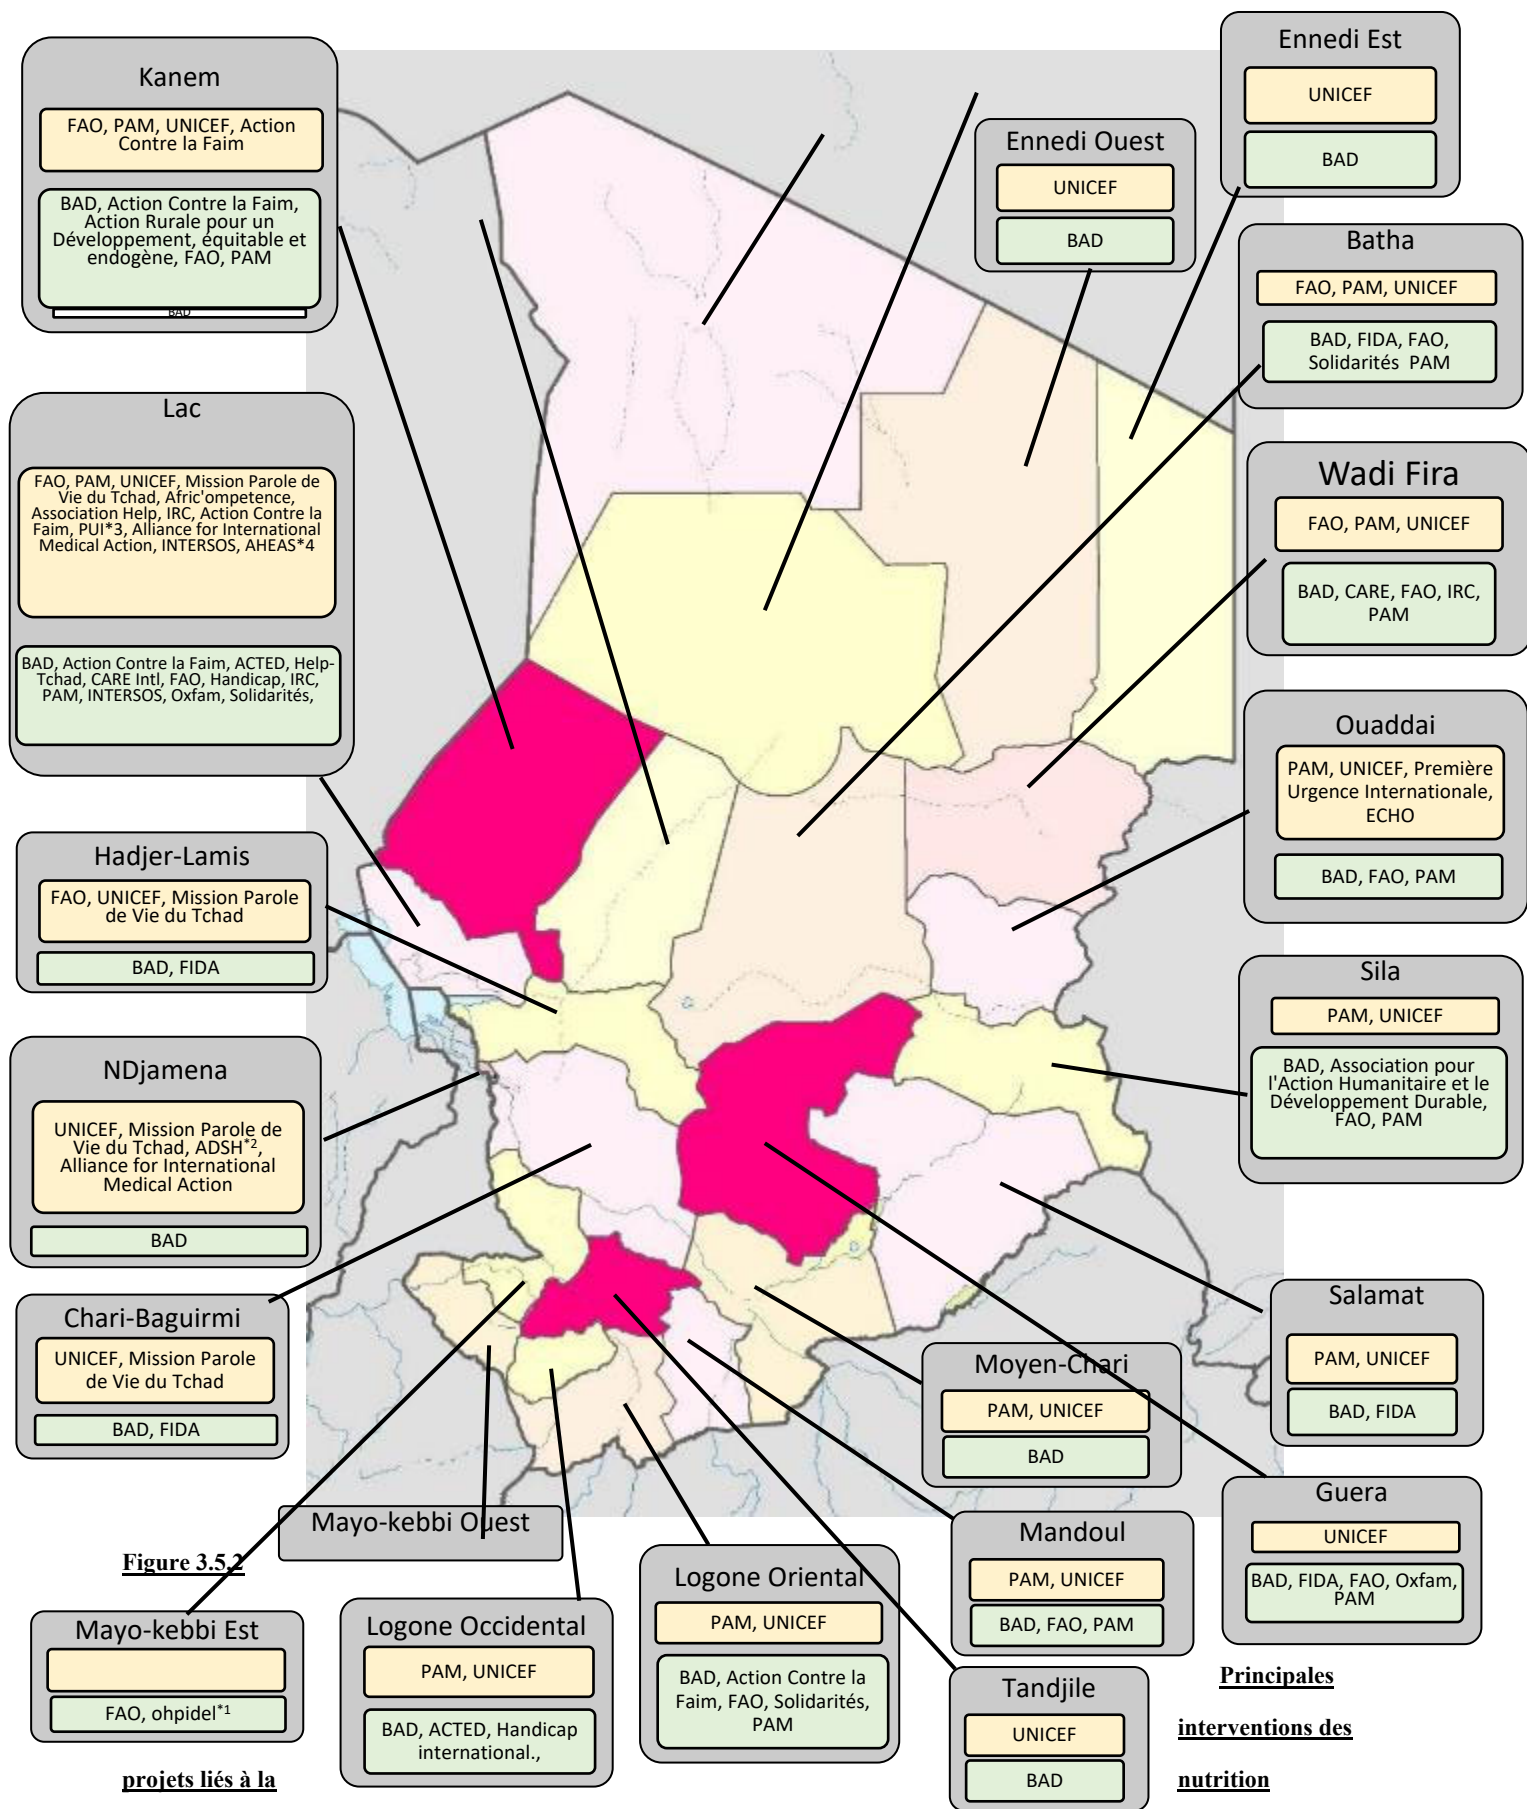 Kanem
FAO, PAM, UNICEF, Action
Contre la Faim
BAD, Action Contre la Faim,
Action Rurale pour un
Développement, équitable et
endogène, FAO, PAM
BAD
Lac
FAO, PAM, UNICEF, Mission Parole de
Vie du Tchad, Afric'ompetence,
Association Help, IRC, Action Contre la
Faim, PUI*3, Alliance for International
Medical Action, INTERSOS, AHEAS*4
BAD, Action Contre la Faim, ACTED, Help-
Tchad, CARE Intl, FAO, Handicap, IRC,
PAM, INTERSOS, Oxfam, Solidarités,
Hadjer-Lamis
FAO, UNICEF, Mission Parole
de Vie du Tchad
BAD, FIDA
NDjamena
UNICEF, Mission Parole de
Vie du Tchad, ADSH*2,
Alliance for International
Medical Action
BAD
Chari-Baguirmi
UNICEF, Mission Parole
de Vie du Tchad
BAD, FIDA
Ennedi Est
UNICEF
BAD
Ennedi Ouest
UNICEF
BAD
Batha
FAO, PAM, UNICEF
BAD, FIDA, FAO,
Solidarités PAM
Wadi Fira
FAO, PAM, UNICEF
BAD, CARE, FAO, IRC,
PAM
Ouaddai
PAM, UNICEF, Première
Urgence Internationale,
ECHO
BAD, FAO, PAM
Sila
PAM, UNICEF
BAD, Association pour
l'Action Humanitaire et le
Développement Durable,
FAO, PAM
Salamat
PAM, UNICEF
BAD, FIDA
Moyen-Chari
PAM, UNICEF
BAD
Guera
UNICEF
BAD, FIDA, FAO, Oxfam,
PAM
Mandoul
PAM, UNICEF
BAD, FAO, PAM
Mayo-kebbi Ouest
Figure 3.5.2
Mayo-kebbi Est
FAO, ohpidel*1
Logone Occidental
PAM, UNICEF
BAD, ACTED, Handicap
international.,
Logone Oriental
PAM, UNICEF
BAD, Action Contre la
Faim, FAO, Solidarités,
PAM
Tandjile
UNICEF
BAD
Principales
interventions des
projets liés à la
nutrition